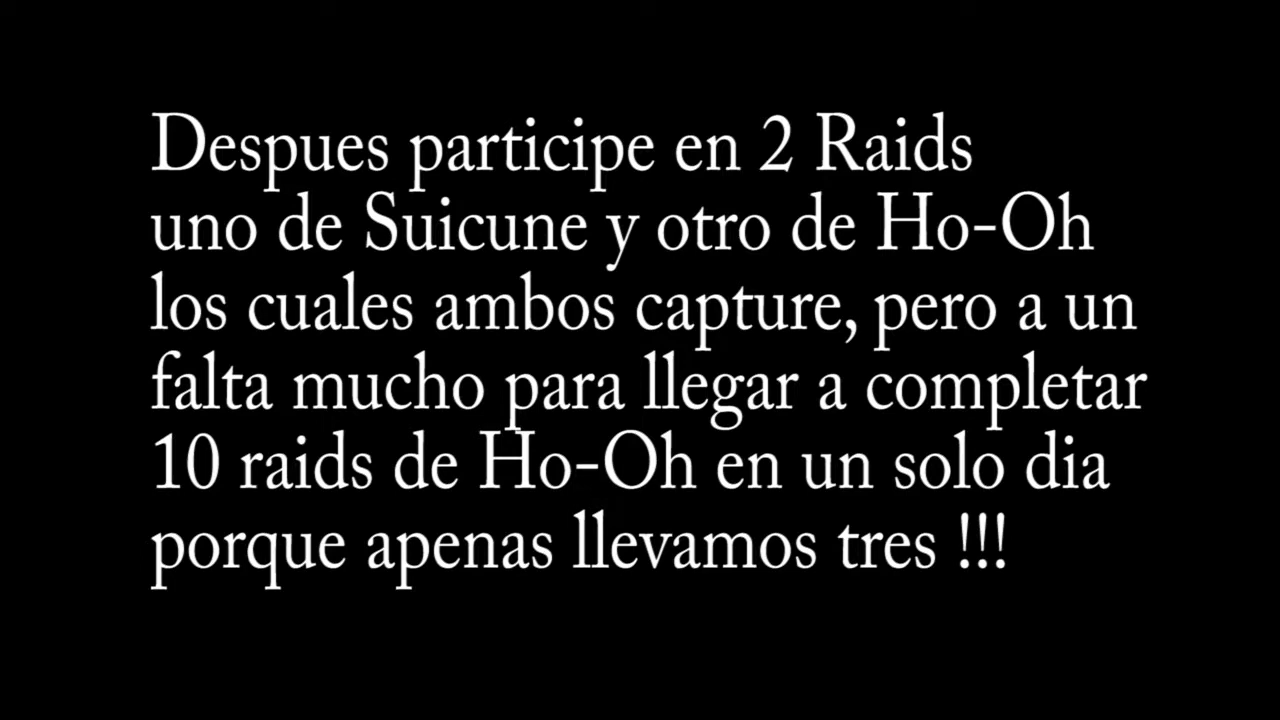 Despues participe en 2 Raids
uno de Suicune y otro de Ho-Oh
los cuales ambos capture, pero a un
falta mucho para llegar a completar
10 raids de Ho-Oh en un solo dia
porque apenas llevamos tres !!!